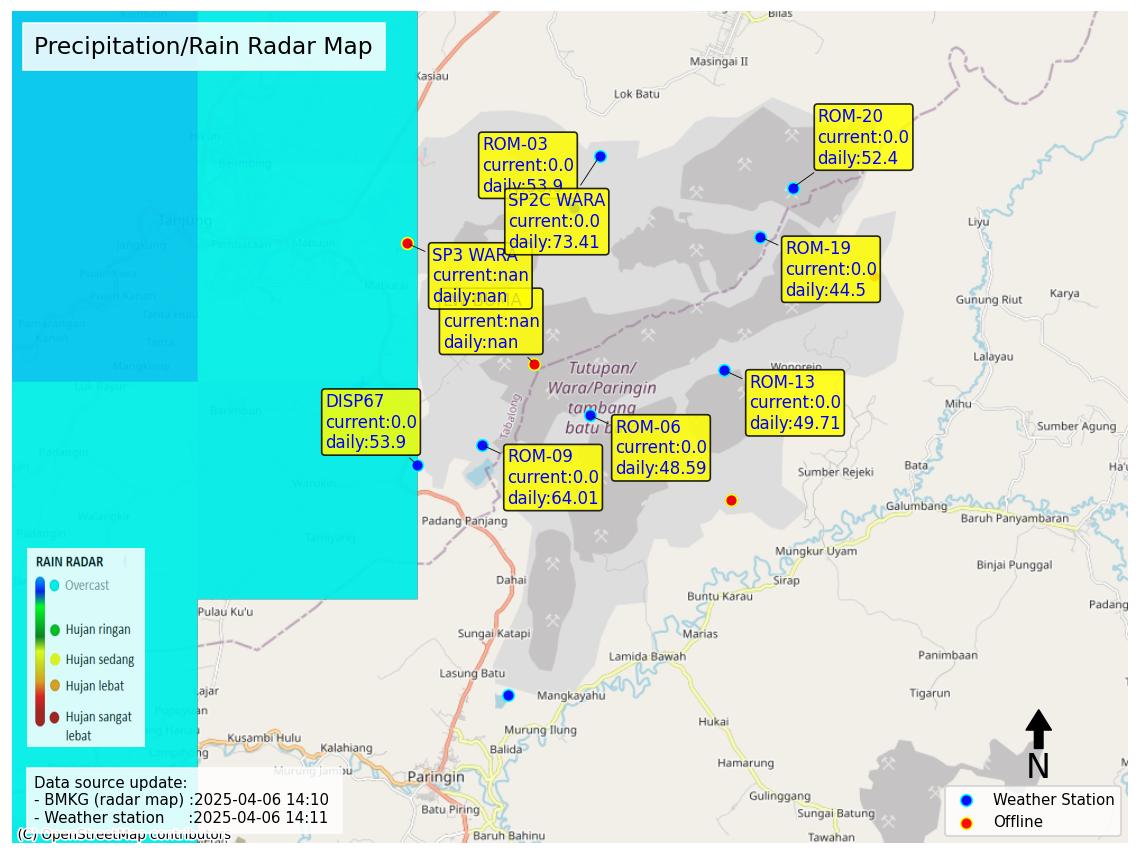 Precipitation/Rain Radar Map
Bilas
Masingai II
Kasiau
Lok Batu
ROM-03
current:0.0
daily:53.9
ROM-20
current:0.0
daily:52.4
SP2C WARA
current:0.0
daily:73.41
Tanjung
Liyu
SP3 WARA
current:nan
daily:nan
ROM-19
current:0.0
daily:44.5
Mabuun
Maburai
current:nan
daily:nan
Gunung Riut
Karya
Lalayau
Tutupan/
Wara/Paringin
tambang
batu b
Wonorejo
Tabalong
ROM-13
current:0.0
daily:49.71
DISP67
current:0.0
daily:53.9
Mihu
ROM-06
current:0.0
daily:48.59
Sumber Agung
ROM-09
current:0.0
daily:64.01
Sumber Rejeki
Bata
Ha'u
Galumbang
Baruh Panyambaran
Padang Panjang
Mungkur Uyam
Binjai Punggal
RAIN RADAR
Overcast
Hujan ringan
Hujan sedang
Hujan lebat
Hujan sangat
lebat
Dahai
Sirap
Buntu Karau
Padang
Pulau Ku'u
Sungai Katapi
Marias
Lamida Bawah
Panimbaan
Lasung Batu
Mangkayahu
Tigarun
Hukai
Murung Ilung
Kusambi Hulu
Kalahiang
Balida
Hamarung
Murung Jambu
Paringin
N
Data source update:
- BMKG (radar map) :2025-04-06 14:10
- Weather station :2025-04-06 14:11
Batu Piring
Gulinggang
Sungai Batung
Weather Station
Offline
(C) OpenStreetMap contributors
Baruh Bahinu
Tawahan